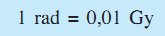 1 rad = 0,01 Gy